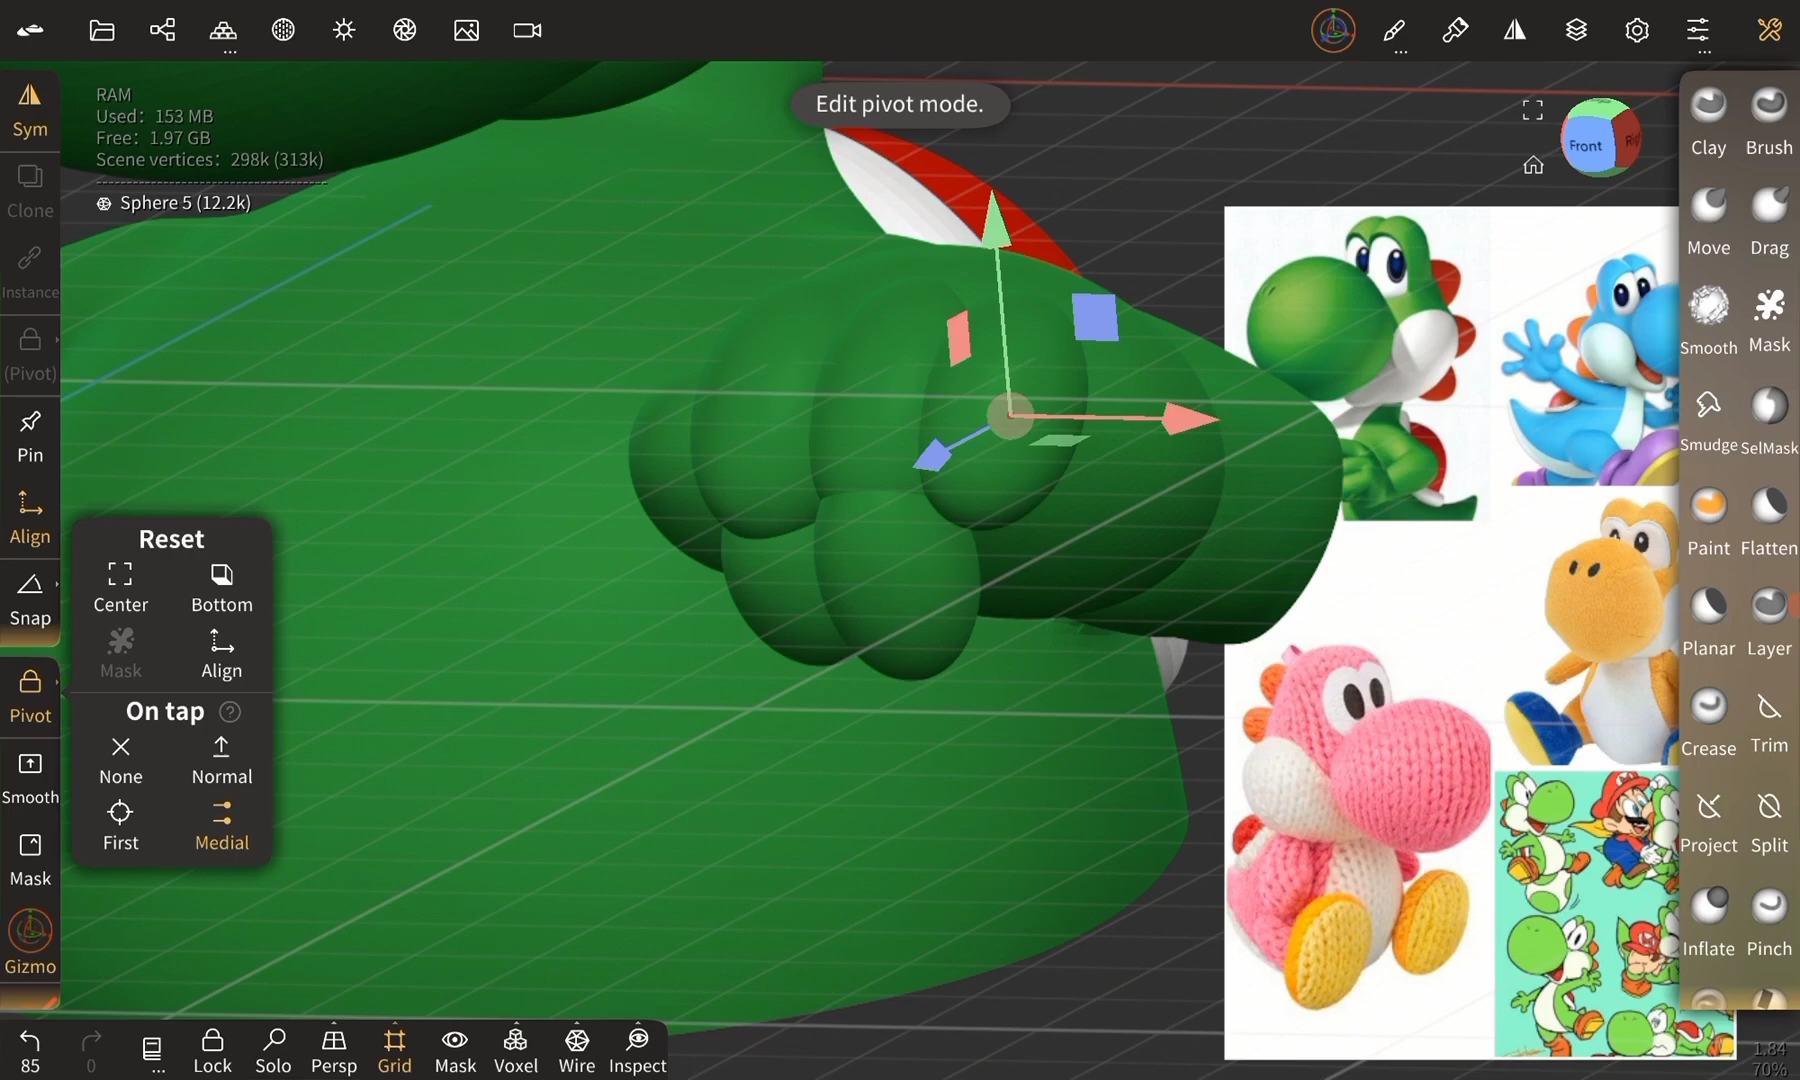 Edit pivot mode.
RAM
Used: 153 MB
Free: 1.97 GB
Scene vertices: 298k (313k)
Sphere 5 (12.2k)
Sym
Clone
Instance
(Pivot)
Pin
Align
Snap
Pivot
Smooth
Mask
Gizmo
Reset
Center
Bottom
Mask
Align
On tap ?
None
Normal
First
Medial
Front
Clay
Brush
Move
Drag
Smooth
Mask
Smudge
SelMask
Paint
Flatten
Planar
Layer
Crease
Trim
Project
Split
Inflate
Pinch
85
0
...
Lock
Solo
Persp
Grid
Mask
Voxel
Wire
Inspect
1.84
70%